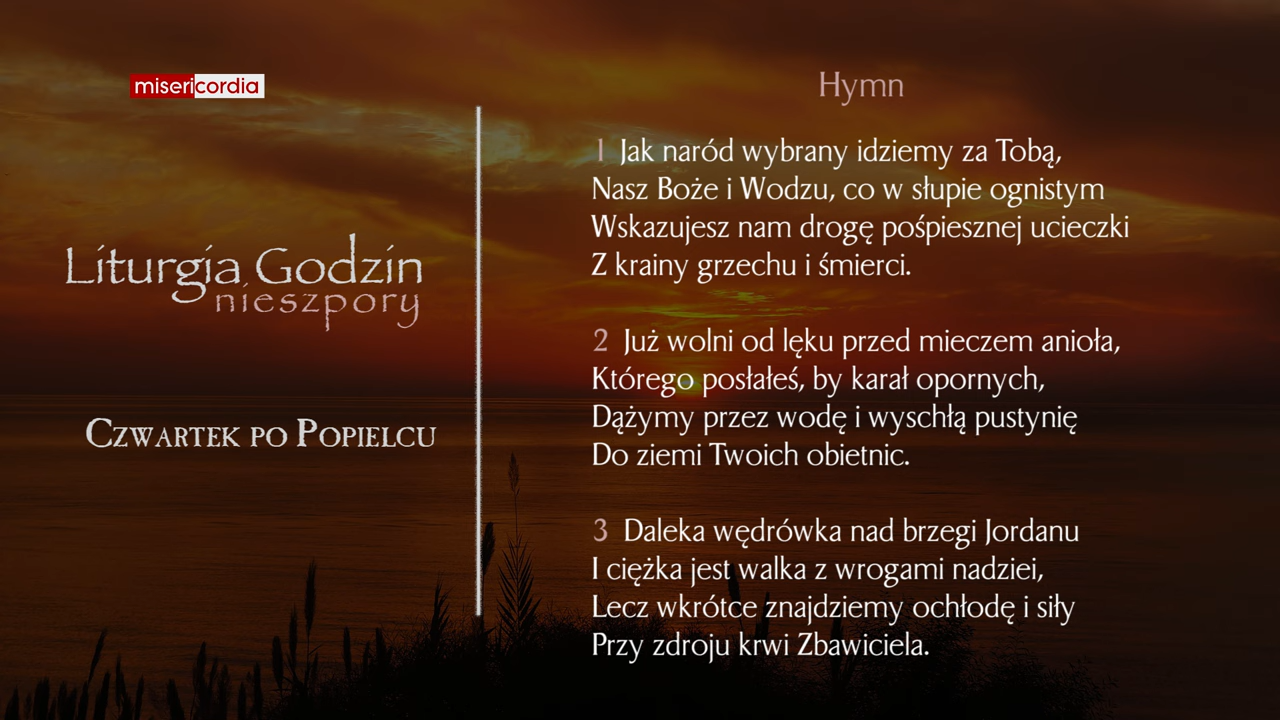 misericordia
Liturgia Godzin
nieszpory
Czwartek po Popielcu
Hymn
1 Jak naród wybrany idziemy za Tobą,
Nasz Boże i Wodzu, co w słupie ognistym
Wskazujesz nam drogę pośpiesznej ucieczki
Z krainy grzechu i śmierci.
2 Już wolni od lęku przed mieczem anioła,
Którego posłałeś, by karał opornych,
Dążymy przez wodę i wyschłą pustynię
Do ziemi Twoich obietnic.
3 Daleka wędrówka nad brzegi Jordanu
I ciężka jest walka z wrogami nadziei,
Lecz wkrótce znajdziemy ochłodę i siły
Przy zdroju krwi Zbawiciela.